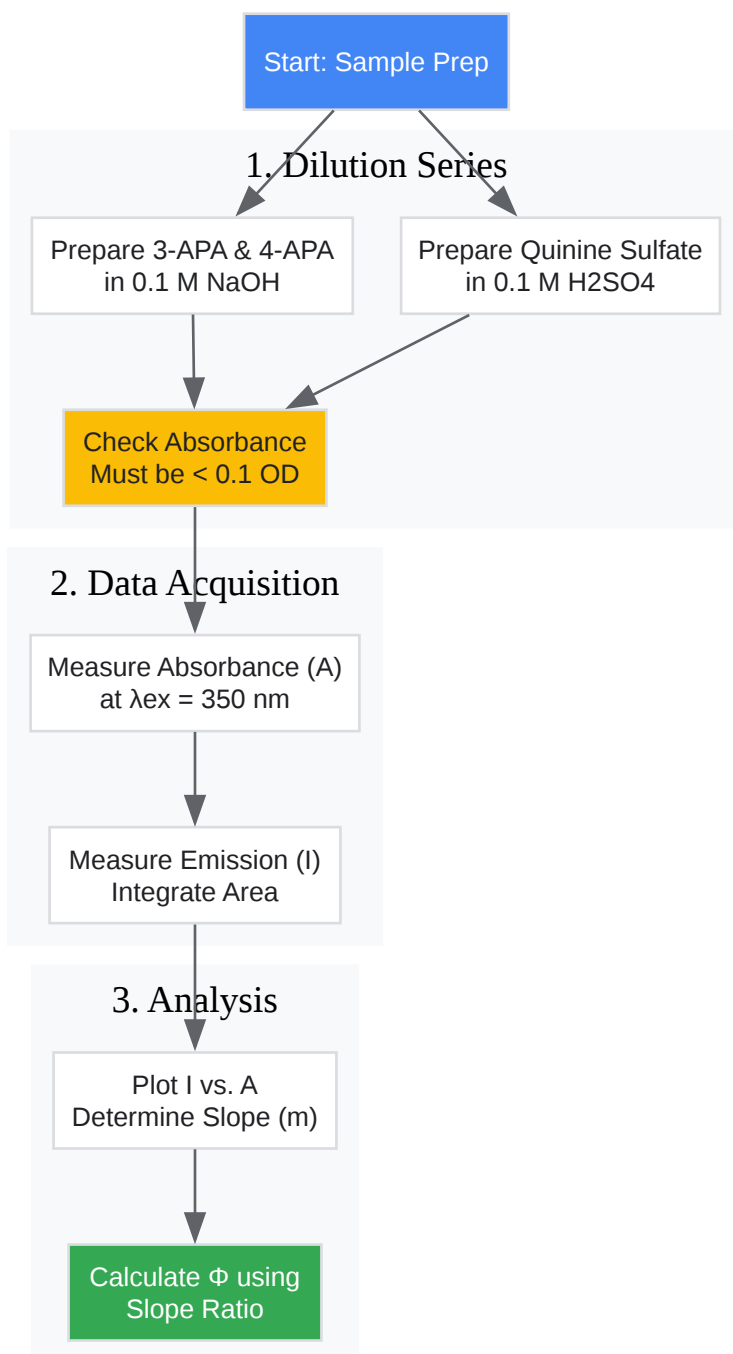 Start: Sample Prep
1. Dilution Series
Prepare 3-APA & 4-APA
in 0.1 M NaOH
Prepare Quinine Sulfate
in 0.1 M H2SO4
Check Absorbance
Must be < 0.1 OD
2. Data Acquisition
Measure Absorbance (A)
at λex = 350 nm
Measure Emission (I)
Integrate Area
3. Analysis
Plot I vs. A
Determine Slope (m)
Calculate Φ using
Slope Ratio